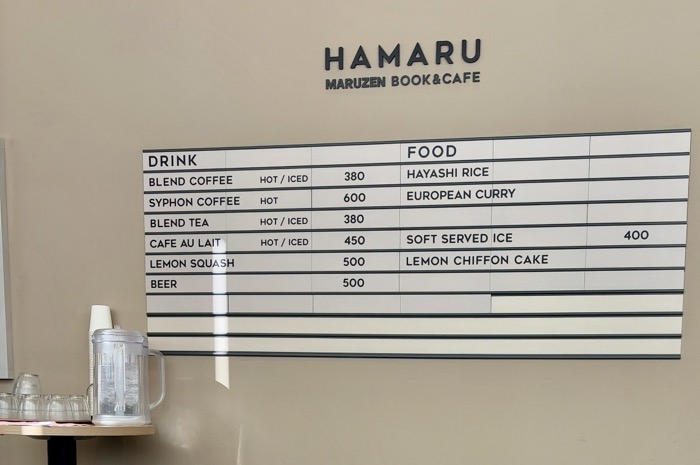 HAMARU
MARUZEN BOOK&CAFE
DRINK
BLEND COFFEE HOT / ICED 380
SYPHON COFFEE HOT 600
BLEND TEA HOT / ICED 380
CAFE AU LAIT HOT / ICED 450
LEMON SQUASH 500
BEER 500
FOOD
HAYASHI RICE
EUROPEAN CURRY
SOFT SERVED ICE 400
LEMON CHIFFON CAKE